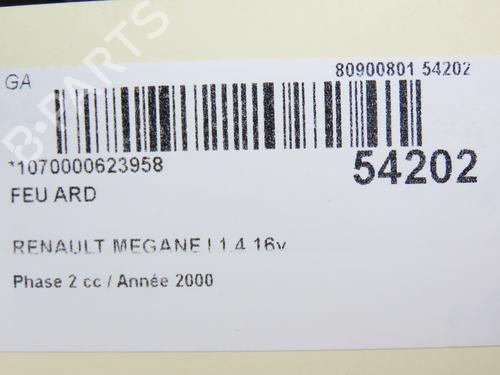 B-PARTS
GA
80900801 54202
*1070000623958
54202
FEU ARD
RENAULT MEGANE I 1.4 16v
Phase 2 cc / Année 2000